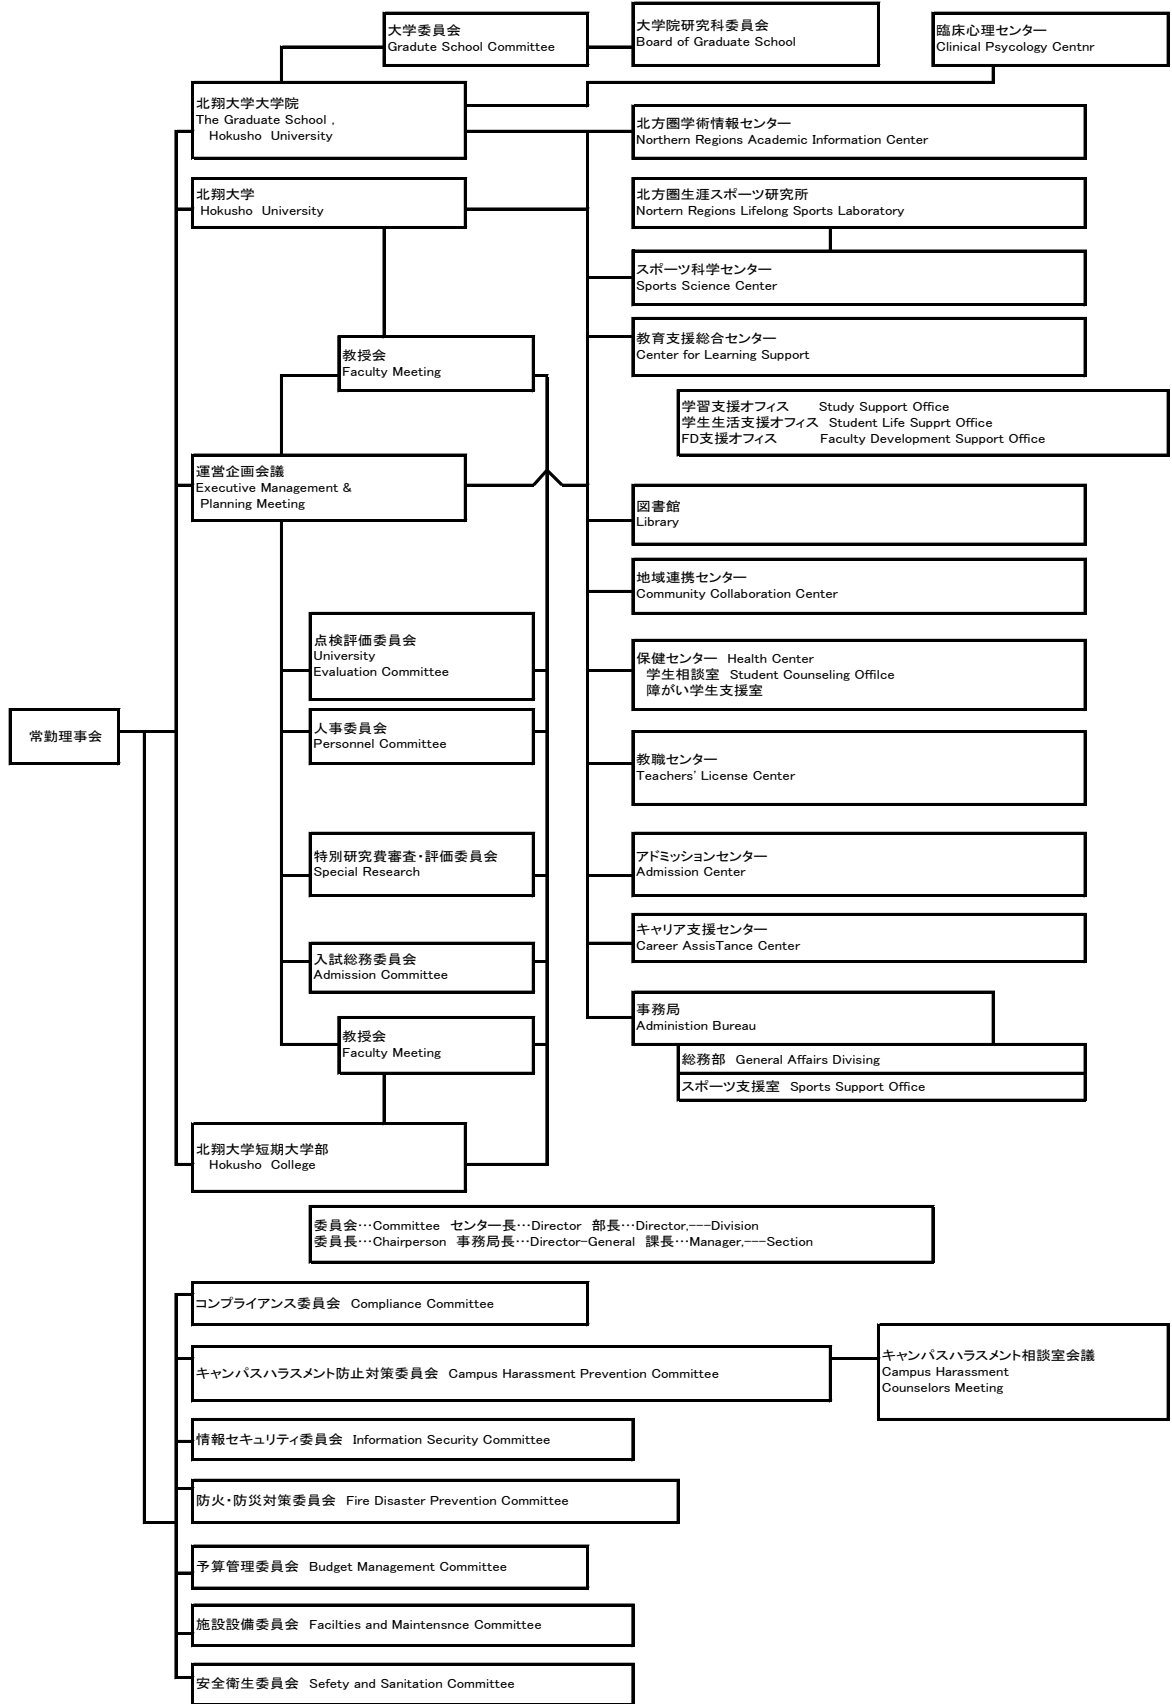 大学委員会
Gradute School Committee
大学院研究科委員会
Board of Graduate School
臨床心理センター
Clinical Psycology Centnr
北翔大学大学院
The Graduate School ,
Hokusho University
北方圏学術情報センター
Northern Regions Academic Information Center
北翔大学
Hokusho University
北方圏生涯スポーツ研究所
Nortern Regions Lifelong Sports Laboratory
スポーツ科学センター
Sports Science Center
教育支援総合センター
Center for Learning Support
教授会
Faculty Meeting
学習支援オフィス Study Support Office
学生生活支援オフィス Student Life Supprt Office
FD支援オフィス Faculty Development Support Office
運営企画会議
Executive Management &
Planning Meeting
図書館
Library
地域連携センター
Community Collaboration Center
点検評価委員会
University
Evaluation Committee
保健センター Health Center
学生相談室 Student Counseling Offilce
障がい学生支援室
人事委員会
Personnel Committee
常勤理事会
教職センター
Teachers' License Center
特別研究費審査・評価委員会
Special Research
アドミッションセンター
Admission Center
キャリア支援センター
Career AssisTance Center
入試総務委員会
Admission Committee
事務局
Administion Bureau
教授会
Faculty Meeting
総務部 General Affairs Divising
スポーツ支援室 Sports Support Office
北翔大学短期大学部
Hokusho College
委員会…Committee センター長…Director 部長…Director,---Division
委員長…Chairperson 事務局長…Director-General 課長…Manager,---Section
コンプライアンス委員会 Compliance Committee
キャンパスハラスメント防止対策委員会 Campus Harassment Prevention Committee
キャンパスハラスメント相談室会議
Campus Harassment
Counselors Meeting
情報セキュリティ委員会 Information Security Committee
防火・防災対策委員会 Fire Disaster Prevention Committee
予算管理委員会 Budget Management Committee
施設設備委員会 Facilties and Maintensnce Committee
安全衛生委員会 Sefety and Sanitation Committee